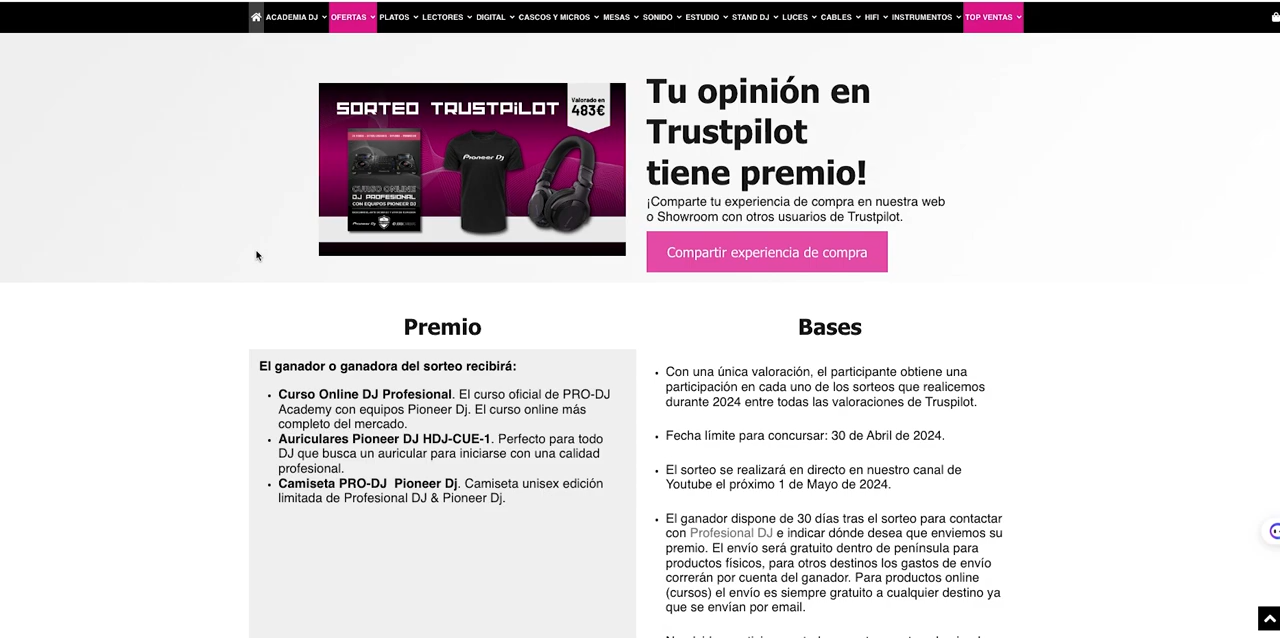 ACADEMIA DJ OFERTAS PLATOS LECTORES DIGITAL CASCOS Y MICROS MESAS SONIDO ESTUDIO STAND DJ LUCES CABLES HIFI INSTRUMENTOS TOP VENTAS
SORTEO TRUSTPILOT
Valorado en
483€
CURSO ONLINE
DJ PROFESIONAL
CON EQUIPOS PIONEER DJ
Pioneer Dj
Tu opinión en
Trustpilot
tiene premio!
¡Comparte tu experiencia de compra en nuestra web
o Showroom con otros usuarios de Trustpilot.
Compartir experiencia de compra
Premio
El ganador o ganadora del sorteo recibirá:
• Curso Online DJ Profesional. El curso oficial de PRO-DJ
Academy con equipos Pioneer Dj. El curso online más
completo del mercado.
• Auriculares Pioneer DJ HDJ-CUE-1. Perfecto para todo
DJ que busca un auricular para iniciarse con una calidad
profesional.
• Camiseta PRO-DJ  Pioneer Dj. Camiseta unisex edición
limitada de Profesional DJ & Pioneer Dj.
Bases
• Con una única valoración, el participante obtiene una
participación en cada uno de los sorteos que realicemos
durante 2024 entre todas las valoraciones de Truspilot.
• Fecha límite para concursar: 30 de Abril de 2024.
• El sorteo se realizará en directo en nuestro canal de
Youtube el próximo 1 de Mayo de 2024.
• El ganador dispone de 30 días tras el sorteo para contactar
con Profesional DJ e indicar dónde desea que enviemos su
premio. El envío será gratuito dentro de península para
productos físicos, para otros destinos los gastos de envío
correrán por cuenta del ganador. Para productos online
(cursos) el envío es siempre gratuito a cualquier destino ya
que se envían por email.